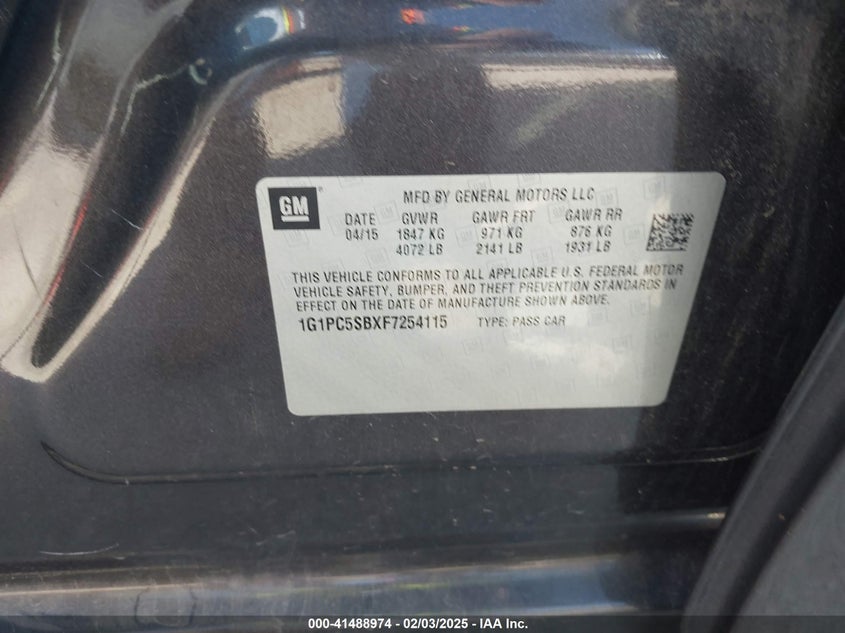 GM
MFD BY GENERAL MOTORS LLC
DATE GVWR GAWR FRT GAWR RR
04/15 1847 KG 971 KG 876 KG
4072 LB 2141 LB 1931 LB
THIS VEHICLE CONFORMS TO ALL APPLICABLE U.S. FEDERAL MOTOR
VEHICLE SAFETY, BUMPER, AND THEFT PREVENTION STANDARDS IN
EFFECT ON THE DATE OF MANUFACTURE SHOWN ABOVE.
1G1PC5SBXF7254115 TYPE: PASS CAR
000-41488974 - 02/03/2025 - IAA Inc.